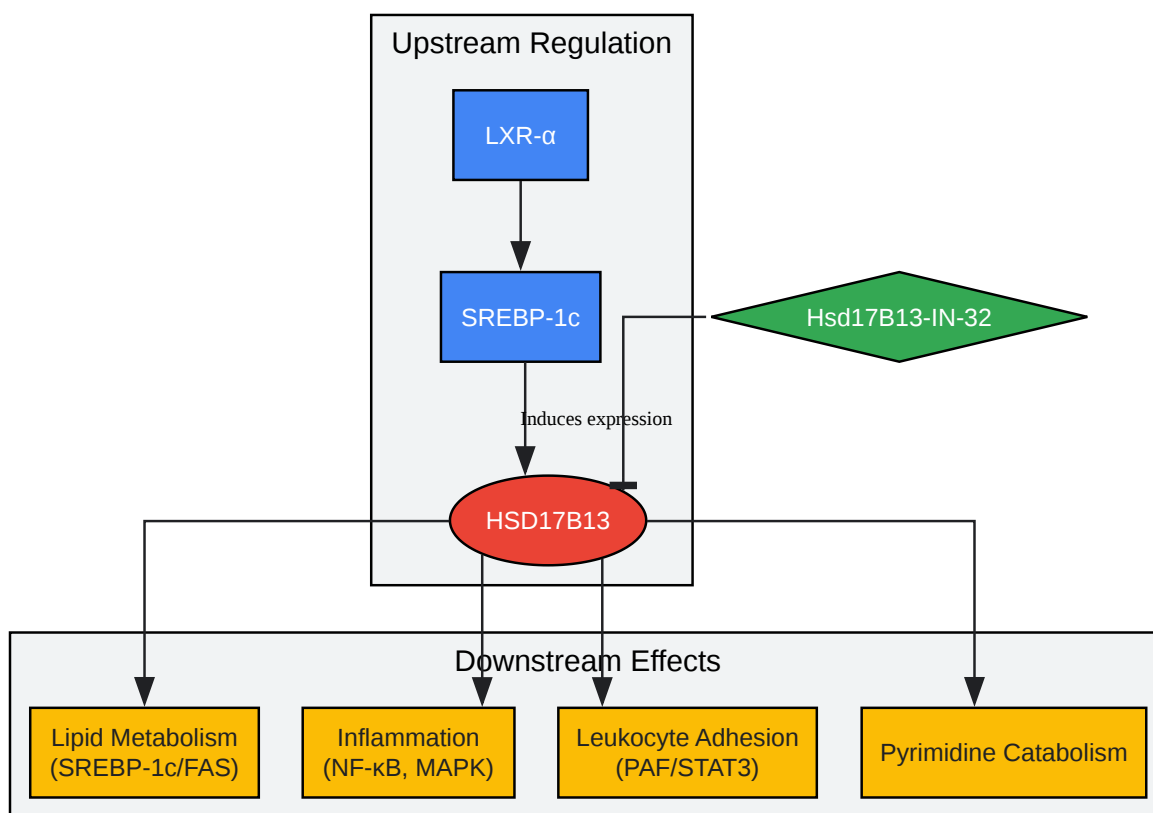 Upstream Regulation
LXR-α
SREBP-1c
Hsd17B13-IN-32
Induces expression
HSD17B13
Downstream Effects
Lipid Metabolism
(SREBP-1c/FAS)
Inflammation
(NF-κB, MAPK)
Leukocyte Adhesion
(PAF/STAT3)
Pyrimidine Catabolism